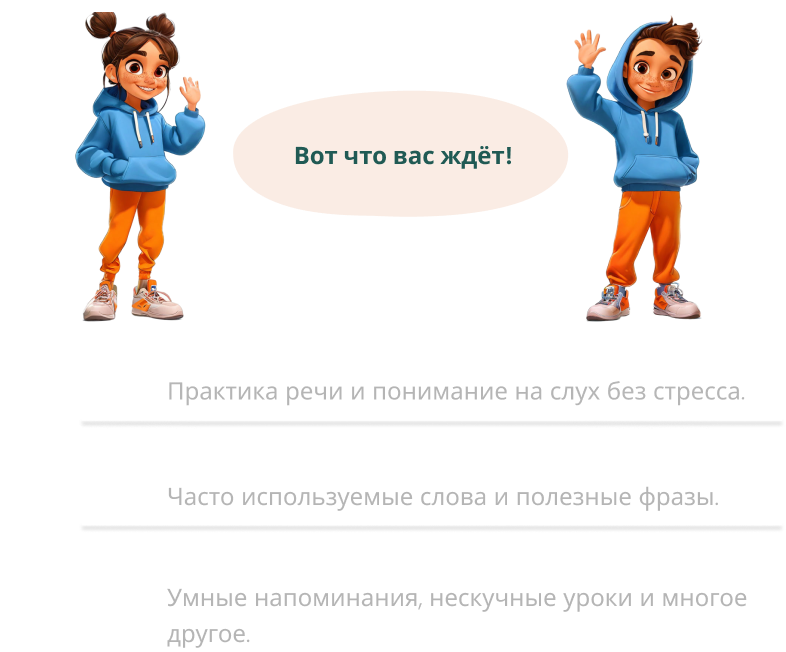 Вот что вас ждёт!
Практика речи и понимание на слух без стресса.
Часто используемые слова и полезные фразы.
Умные напоминания, нескучные уроки и многое
другое.